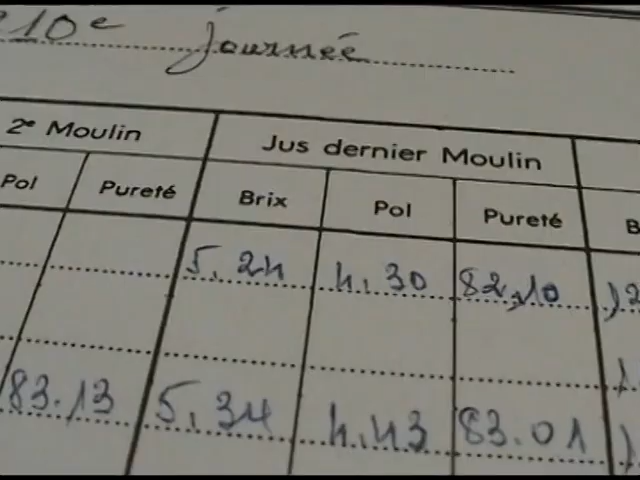 10e journée
2e Moulin Jus dernier Moulin
Pol Pureté Brix Pol Pureté B
5.24 4.30 82,10
83.13 5.34 4.43 83.01